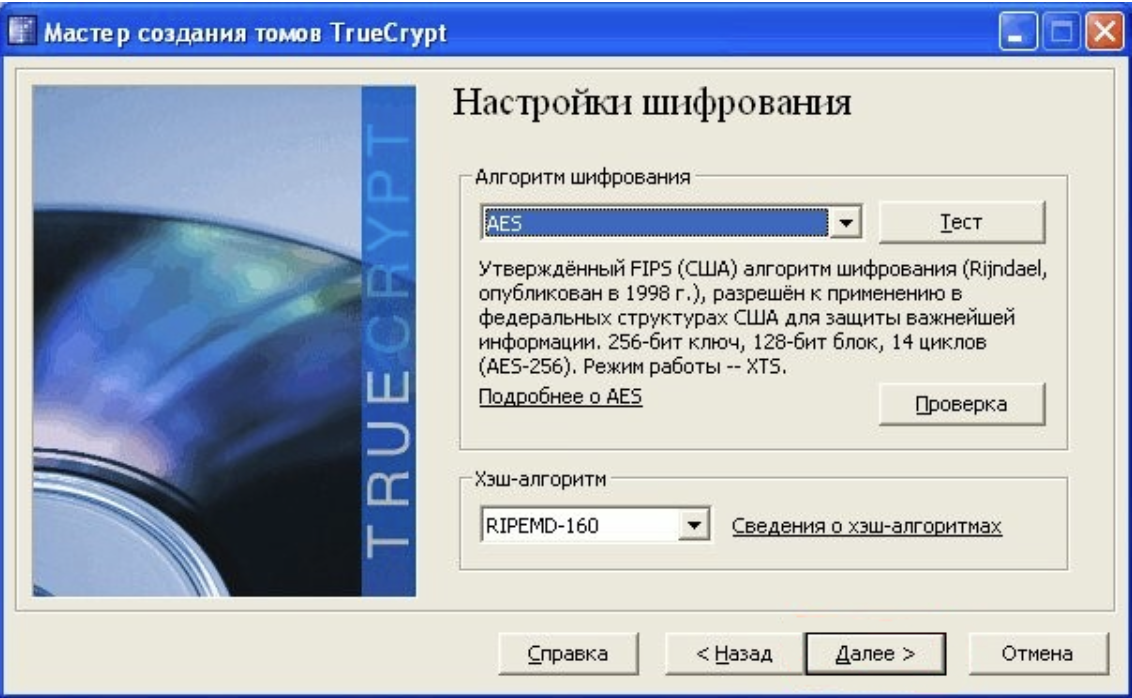 Мастер создания томов TrueCrypt
TRUECRYPT
Настройки шифрования
Алгоритм шифрования
AES
Тест
Утверждённый FIPS (США) алгоритм шифрования (Rijndael,
опубликован в 1998 г.), разрешён к применению в
федеральных структурах США для защиты важнейшей
информации. 256-бит ключ, 128-бит блок, 14 циклов
(AES-256). Режим работы -- XTS.
Подробнее о AES
Проверка
Хэш-алгоритм
RIPEMD-160
Сведения о хэш-алгоритмах
Справка
< Назад
Далее >
Отмена